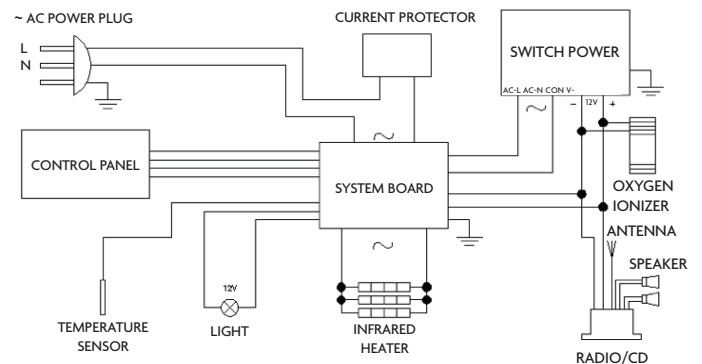 ~ AC POWER PLUG
CURRENT PROTECTOR
SWITCH POWER
L
N
AC-L AC-N CON V-
– 12V +
~
~
CONTROL PANEL
SYSTEM BOARD
OXYGEN
IONIZER
ANTENNA
~
SPEAKER
12V
TEMPERATURE
SENSOR
LIGHT
INFRARED
HEATER
RADIO/CD